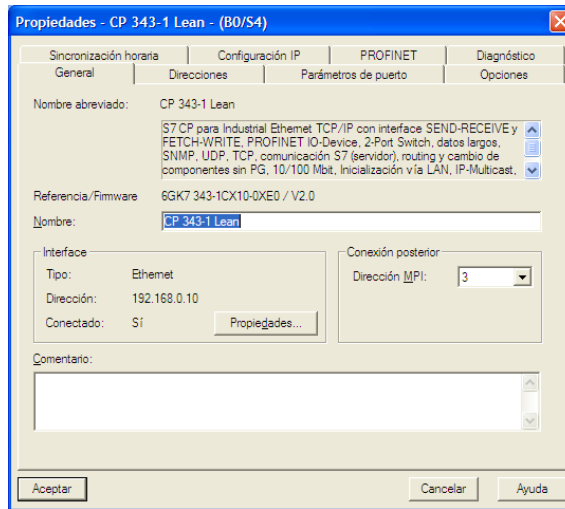 Propiedades - CP 343-1 Lean - (B0/S4)
Sincronización horaria
Configuración IP
PROFINET
Diagnóstico
General
Direcciones
Parámetros de puerto
Opciones
Nombre abreviado:
CP 343-1 Lean
S7 CP para Industrial Ethernet TCP/IP con interface SEND-RECEIVE y
FETCH-WRITE, PROFINET IO-Device, 2-Port Switch, datos largos,
SNMP, UDP, TCP, comunicación S7 (servidor), routing y cambio de
componentes sin PG, 10/100 Mbit, Inicialización vía LAN, IP-Multicast,
Referencia/Firmware
6GK7 343-1CX10-0XE0 / V2.0
Nombre:
CP 343-1 Lean
Interface
Tipo:
Ethernet
Dirección:
192.168.0.10
Conectado:
Sí
Propiedades...
Conexión posterior
Dirección MPI:
3
Comentario:
Aceptar
Cancelar
Ayuda